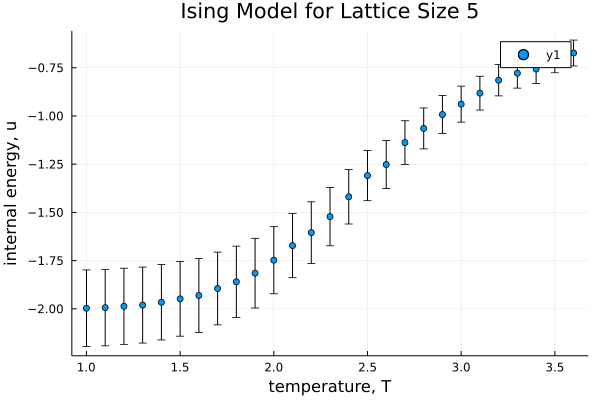 Ising Model for Lattice Size 5
y1
internal energy, u
−0.75
−1.00
−1.25
−1.50
−1.75
−2.00
1.0 1.5 2.0 2.5 3.0 3.5
temperature, T